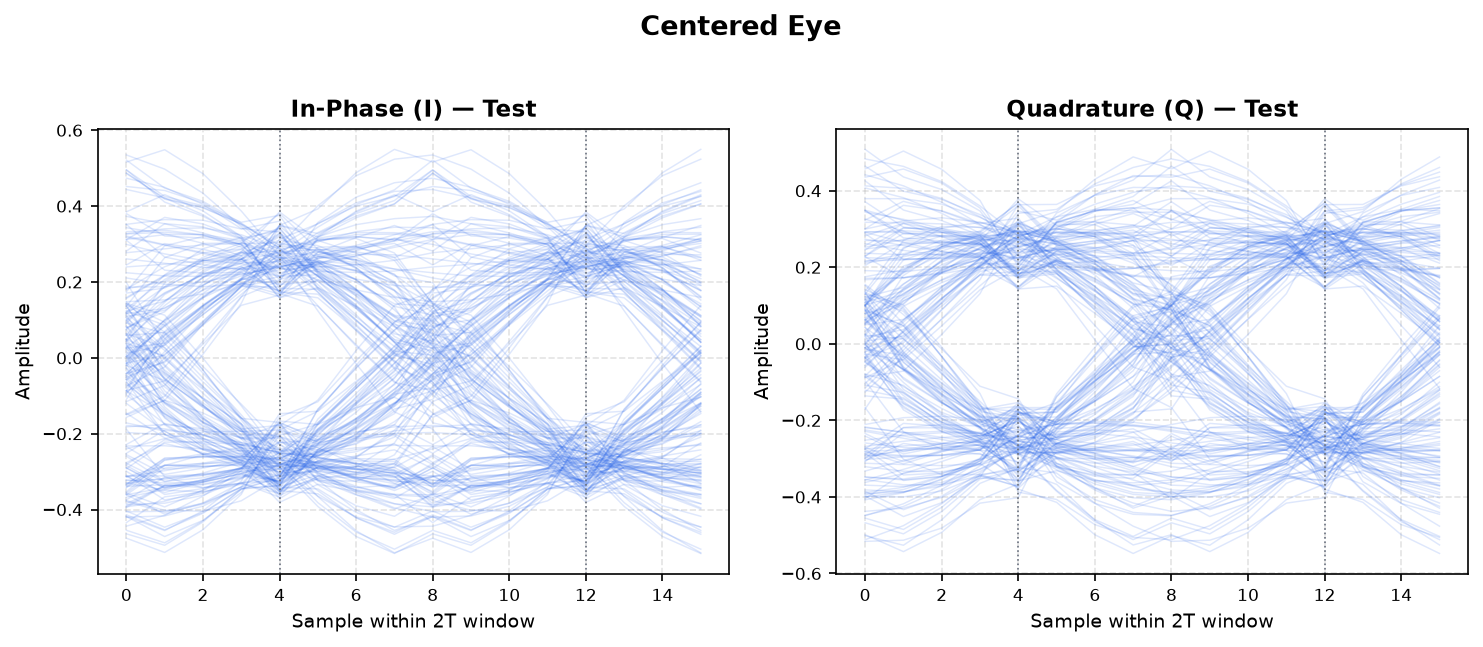 Centered Eye
In-Phase (I) — Test
Quadrature (Q) — Test
0.6
0.4
0.2
0.0
−0.2
−0.4
Amplitude
0 2 4 6 8 10 12 14
Sample within 2T window
0.4
0.2
0.0
−0.2
−0.4
−0.6
Amplitude
0 2 4 6 8 10 12 14
Sample within 2T window